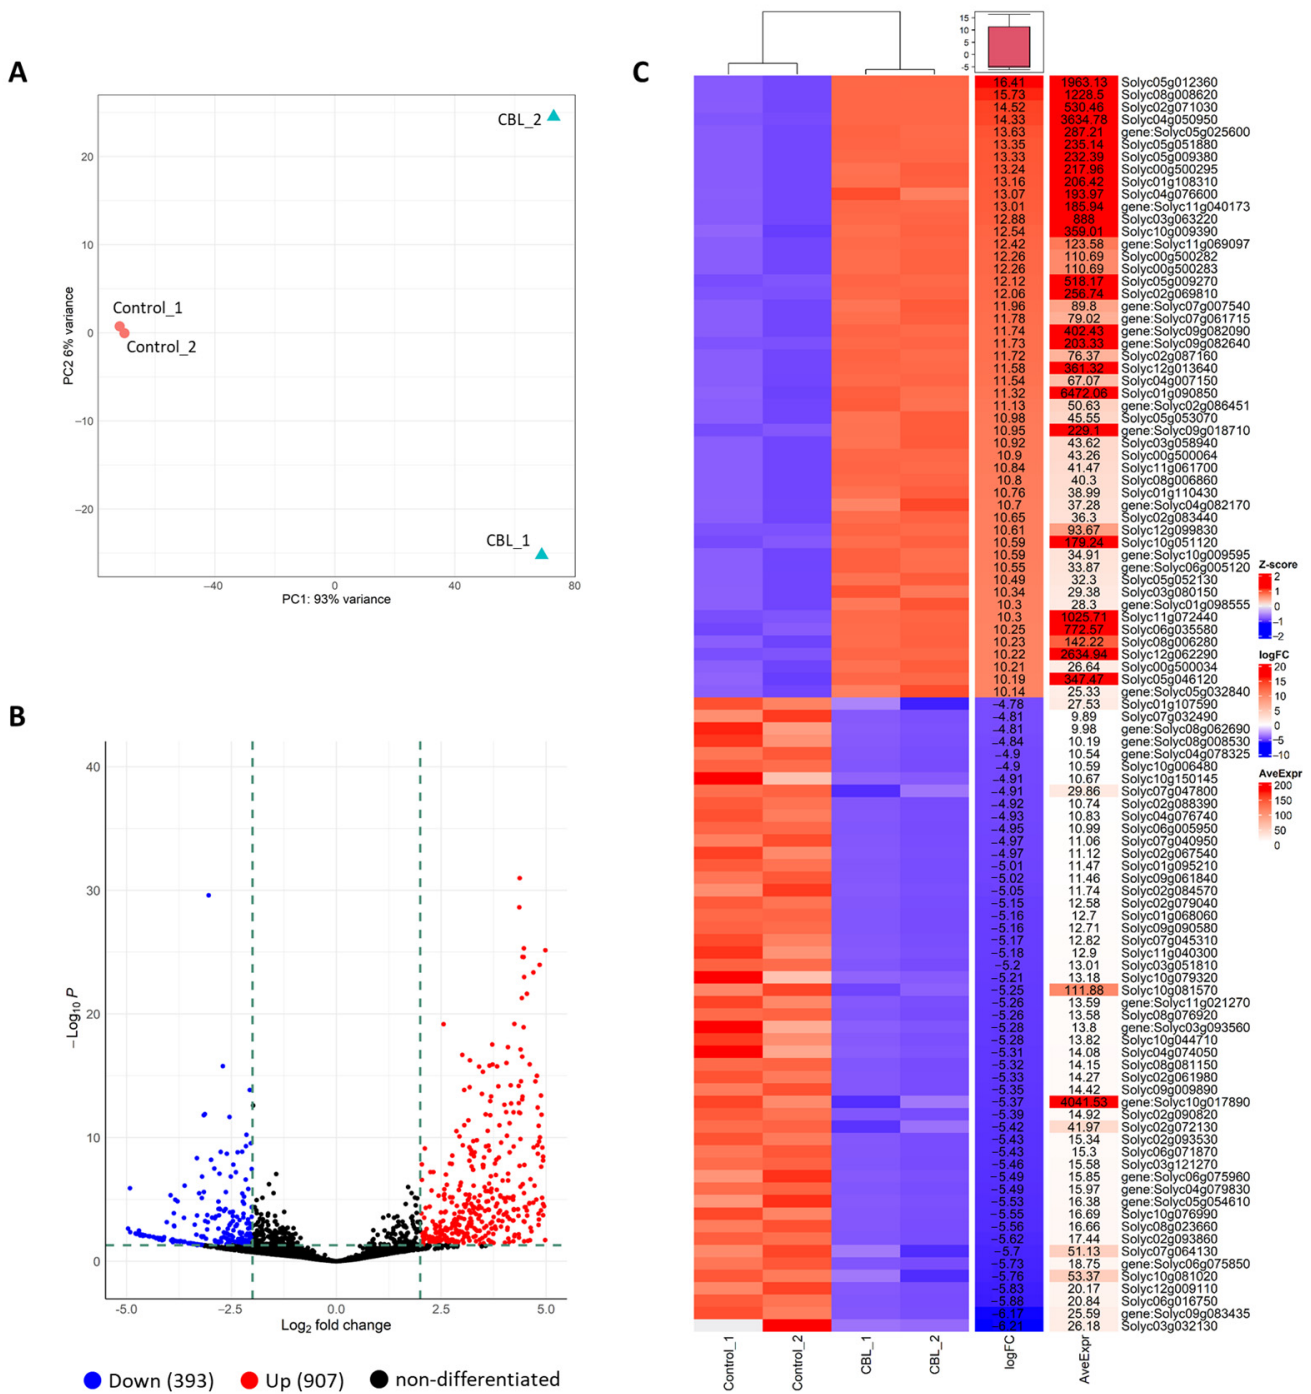 A
CBL_2
Control_1
Control_2
CBL_1
20
10
0
−10
−20
−40
0
40
80
PC2 6% variance
PC1: 93% variance
B
40
30
20
10
0
−5.0
−2.5
0.0
2.5
5.0
−Log10 P
Log2 fold change
Down (393)
Up (907)
non-differentiated
C
15
10
5
0
-5
16.41 1963.13 Solyc05g012360
15.73 1228.5 Solyc08g008620
14.52 530.46 Solyc02g071030
14.33 3634.78 Solyc04g050950
13.63 287.21 gene:Solyc05g025600
13.35 235.14 Solyc05g051880
13.33 232.39 Solyc05g009380
13.24 217.96 Solyc00g500295
13.16 206.42 Solyc01g108310
13.07 193.97 Solyc04g076600
13.01 185.94 gene:Solyc11g040173
12.88 888 Solyc03g063220
12.54 359.01 Solyc10g009390
12.42 123.58 gene:Solyc11g069097
12.26 110.69 Solyc00g500282
12.26 110.69 Solyc00g500283
12.12 518.17 Solyc05g009270
12.06 256.74 Solyc02g069810
11.96 89.8 gene:Solyc07g007540
11.78 79.02 gene:Solyc07g061715
11.74 402.43 gene:Solyc09g082090
11.73 203.33 gene:Solyc09g082640
11.72 76.37 Solyc02g087160
11.58 361.32 Solyc12g013640
11.54 67.07 Solyc04g007150
11.32 6472.06 Solyc01g090850
11.13 50.63 gene:Solyc02g086451
10.98 45.55 Solyc05g053070
10.95 229.1 gene:Solyc09g018710
10.92 43.62 Solyc03g058940
10.9 43.26 Solyc00g500064
10.84 41.47 Solyc11g061700
10.8 40.3 Solyc08g006860
10.76 38.99 Solyc01g110430
10.7 37.28 gene:Solyc04g082170
10.65 36.3 Solyc02g083440
10.61 93.67 Solyc12g099830
10.59 179.24 Solyc10g051120
10.59 34.91 gene:Solyc10g009595
10.55 33.87 gene:Solyc06g005120
10.49 32.3 Solyc05g052130
10.34 29.38 Solyc03g080150
10.3 28.3 gene:Solyc01g098555
10.3 1025.71 Solyc11g072440
10.25 772.57 Solyc06g035580
10.23 142.22 Solyc08g006280
10.22 2634.94 Solyc12g062290
10.21 26.64 Solyc00g500034
10.19 347.47 Solyc05g046120
10.14 25.33 gene:Solyc05g032840
−4.78 27.53 Solyc01g107590
−4.81 9.89 Solyc07g032490
−4.81 9.98 gene:Solyc08g062690
−4.84 10.19 gene:Solyc08g008530
−4.9 10.54 gene:Solyc04g078325
−4.9 10.59 Solyc10g006480
−4.91 10.67 Solyc10g150145
−4.91 29.86 Solyc07g047800
−4.92 10.74 Solyc02g088390
−4.93 10.83 Solyc04g076740
−4.95 10.99 Solyc06g005950
−4.97 11.06 Solyc07g040950
−4.97 11.12 Solyc02g067540
−5.01 11.47 Solyc01g095210
−5.02 11.46 Solyc09g061840
−5.05 11.74 Solyc02g084570
−5.15 12.58 Solyc02g079040
−5.16 12.7 Solyc01g068060
−5.16 12.71 Solyc09g090580
−5.17 12.82 Solyc07g045310
−5.18 12.9 Solyc11g040300
−5.2 13.01 Solyc03g051810
−5.21 13.18 Solyc10g079320
−5.25 111.88 Solyc10g081570
−5.26 13.59 gene:Solyc11g021270
−5.26 13.58 Solyc08g076920
−5.28 13.8 gene:Solyc03g093560
−5.28 13.82 Solyc10g044710
−5.31 14.08 Solyc04g074050
−5.32 14.15 Solyc08g081150
−5.33 14.27 Solyc02g061980
−5.35 14.42 Solyc09g009890
−5.37 4041.53 gene:Solyc10g017890
−5.39 14.92 Solyc02g090820
−5.42 41.97 Solyc02g072130
−5.43 15.34 Solyc02g093530
−5.43 15.3 Solyc06g071870
−5.46 15.58 Solyc03g121270
−5.49 15.85 gene:Solyc06g075960
−5.49 15.97 gene:Solyc04g079830
−5.53 16.38 gene:Solyc05g054610
−5.55 16.69 Solyc10g076990
−5.56 16.66 Solyc08g023660
−5.62 17.44 Solyc02g093860
−5.7 51.13 Solyc07g064130
−5.73 18.75 gene:Solyc06g075850
−5.76 53.37 Solyc10g081020
−5.83 20.17 Solyc12g009110
−5.88 20.84 Solyc06g016750
−6.17 25.59 gene:Solyc09g083435
−6.21 26.18 Solyc03g032130
Control_1
Control_2
CBL_1
CBL_2
logFC
AveExpr
Z-score
2
1
0
−1
−2
logFC
20
15
10
5
0
−5
−10
AveExpr
200
150
100
50
0